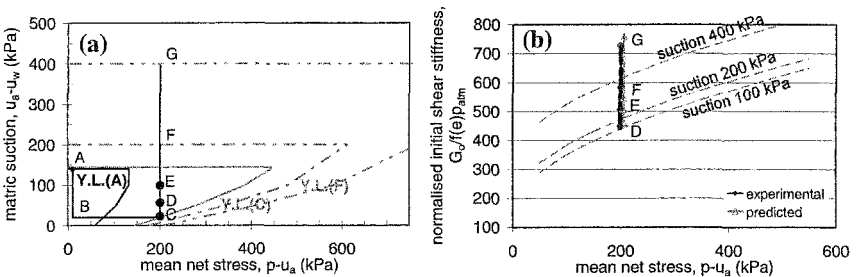 (a)
matric suction, ua-uw (kPa)
500
400
300
200
100
0
G
F
A
Y.L.(A)
B
E
D
C
Y.L.(C)
Y.L.(F)
0
200
400
600
mean net stress, p-ua (kPa)
(b)
normalised initial shear stiffness,
Go/f(e)patm
800
700
600
500
400
300
200
100
G
F
E
D
suction 400 kPa
suction 200 kPa
suction 100 kPa
experimental
predicted
0
200
400
600
mean net stress, p-ua (kPa)